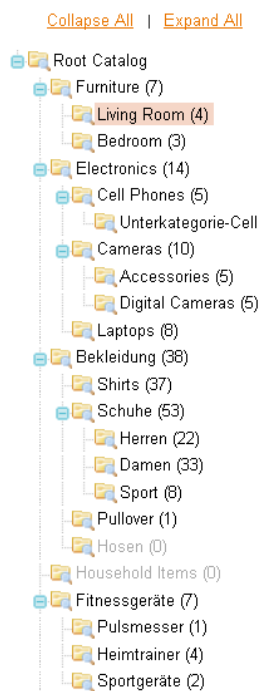 Collapse All | Expand All
Root Catalog
Furniture (7)
Living Room (4)
Bedroom (3)
Electronics (14)
Cell Phones (5)
Unterkategorie-Cell
Cameras (10)
Accessories (5)
Digital Cameras (5)
Laptops (8)
Bekleidung (38)
Shirts (37)
Schuhe (53)
Herren (22)
Damen (33)
Sport (8)
Pullover (1)
Hosen (0)
Household Items (0)
Fitnessgeräte (7)
Pulsmesser (1)
Heimtrainer (4)
Sportgeräte (2)